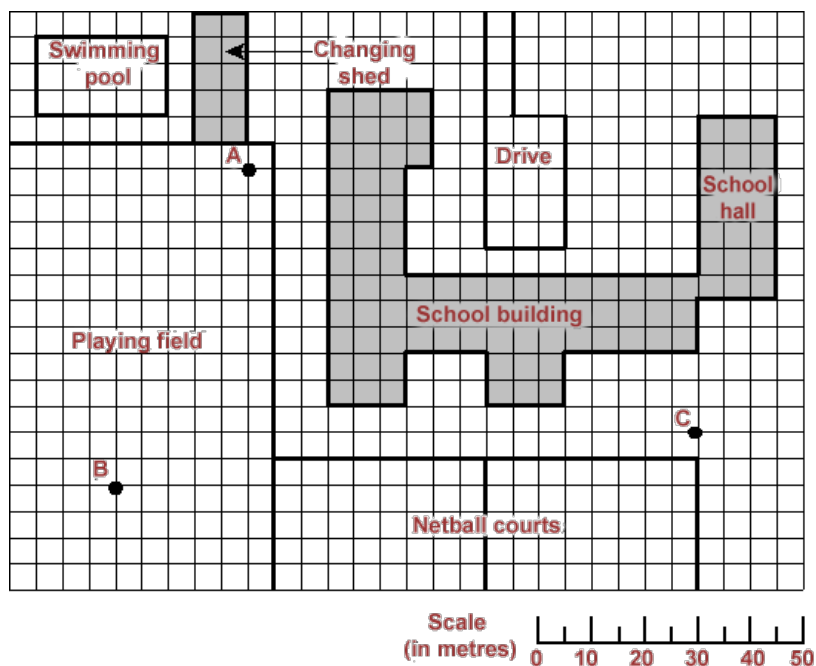 Swimming
pool
Changing
shed
A
Drive
School
hall
School building
Playing field
C
B
Netball courts
Scale
(in metres)
0 10 20 30 40 50